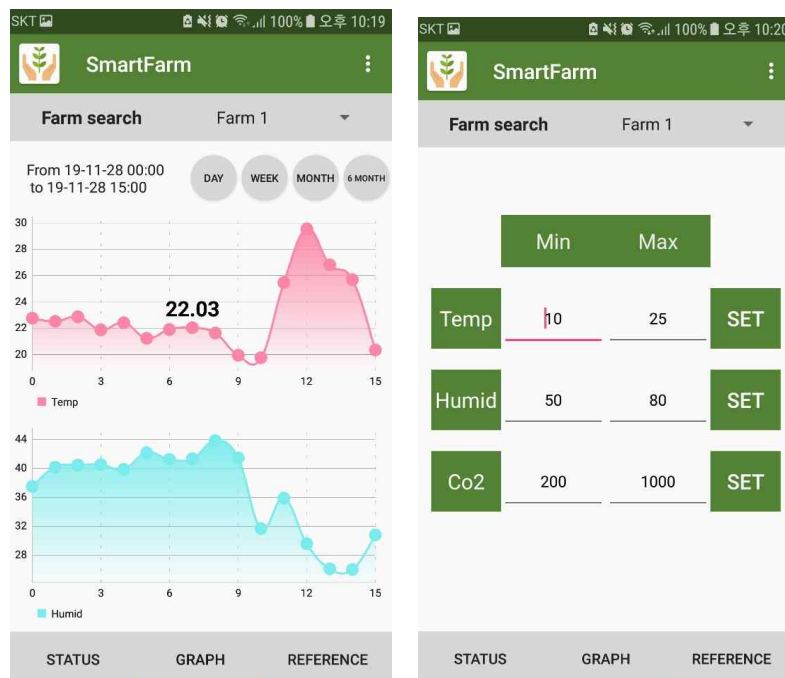 SKT 100% 오후 10:19
SmartFarm
Farm search Farm 1
From 19-11-28 00:00
to 19-11-28 15:00
DAY WEEK MONTH 6 MONTH
30
28
26
24
22
20
22.03
0 3 6 9 12 15
Temp
44
40
36
32
28
0 3 6 9 12 15
Humid
STATUS GRAPH REFERENCE
SKT 100% 오후 10:20
SmartFarm
Farm search Farm 1
Min Max
Temp 10 25 SET
Humid 50 80 SET
Co2 200 1000 SET
STATUS GRAPH REFERENCE